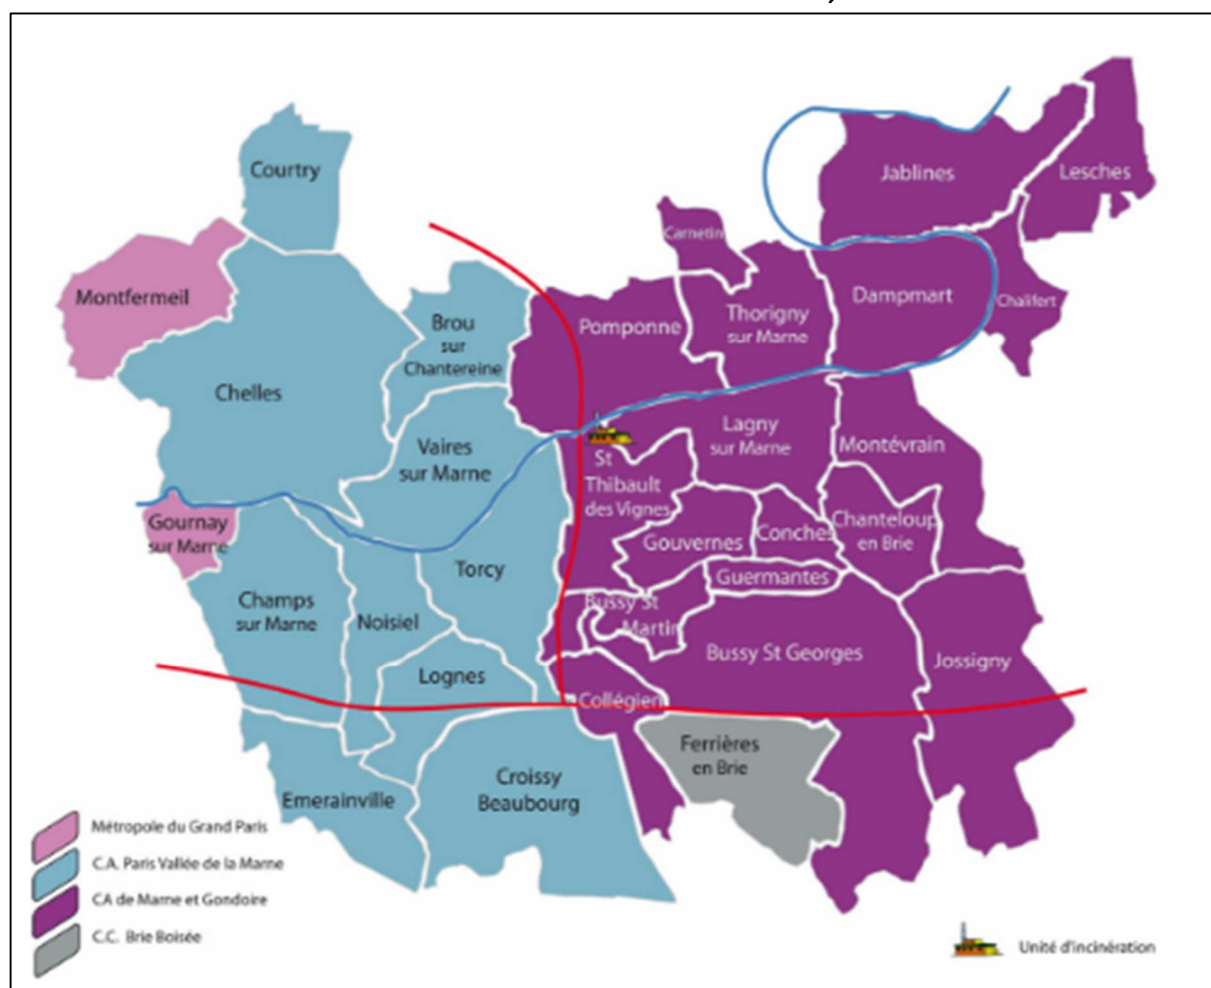 Courtry
Jablines
Lesches
Carnetin
Montfermeil
Dampmart
Chalifert
Brou
sur
Chantereine
Pomponne
Thorigny
sur Marne
Chelles
Vaires
sur Marne
Lagny
sur Marne
Montévrain
St
Thibault
des Vignes
Gournay
sur Marne
Gouvernes
Conches
Chanteloup
en Brie
Torcy
Guermantes
Champs
sur Marne
Noisiel
Bussy St
Martin
Bussy St Georges
Jossigny
Lognes
Collégien
Ferrières
en Brie
Croissy
Beaubourg
Emerainville
Métropole du Grand Paris
C.A. Paris Vallée de la Marne
CA de Marne et Gondoire
C.C. Brie Boisée
Unité d'incinération